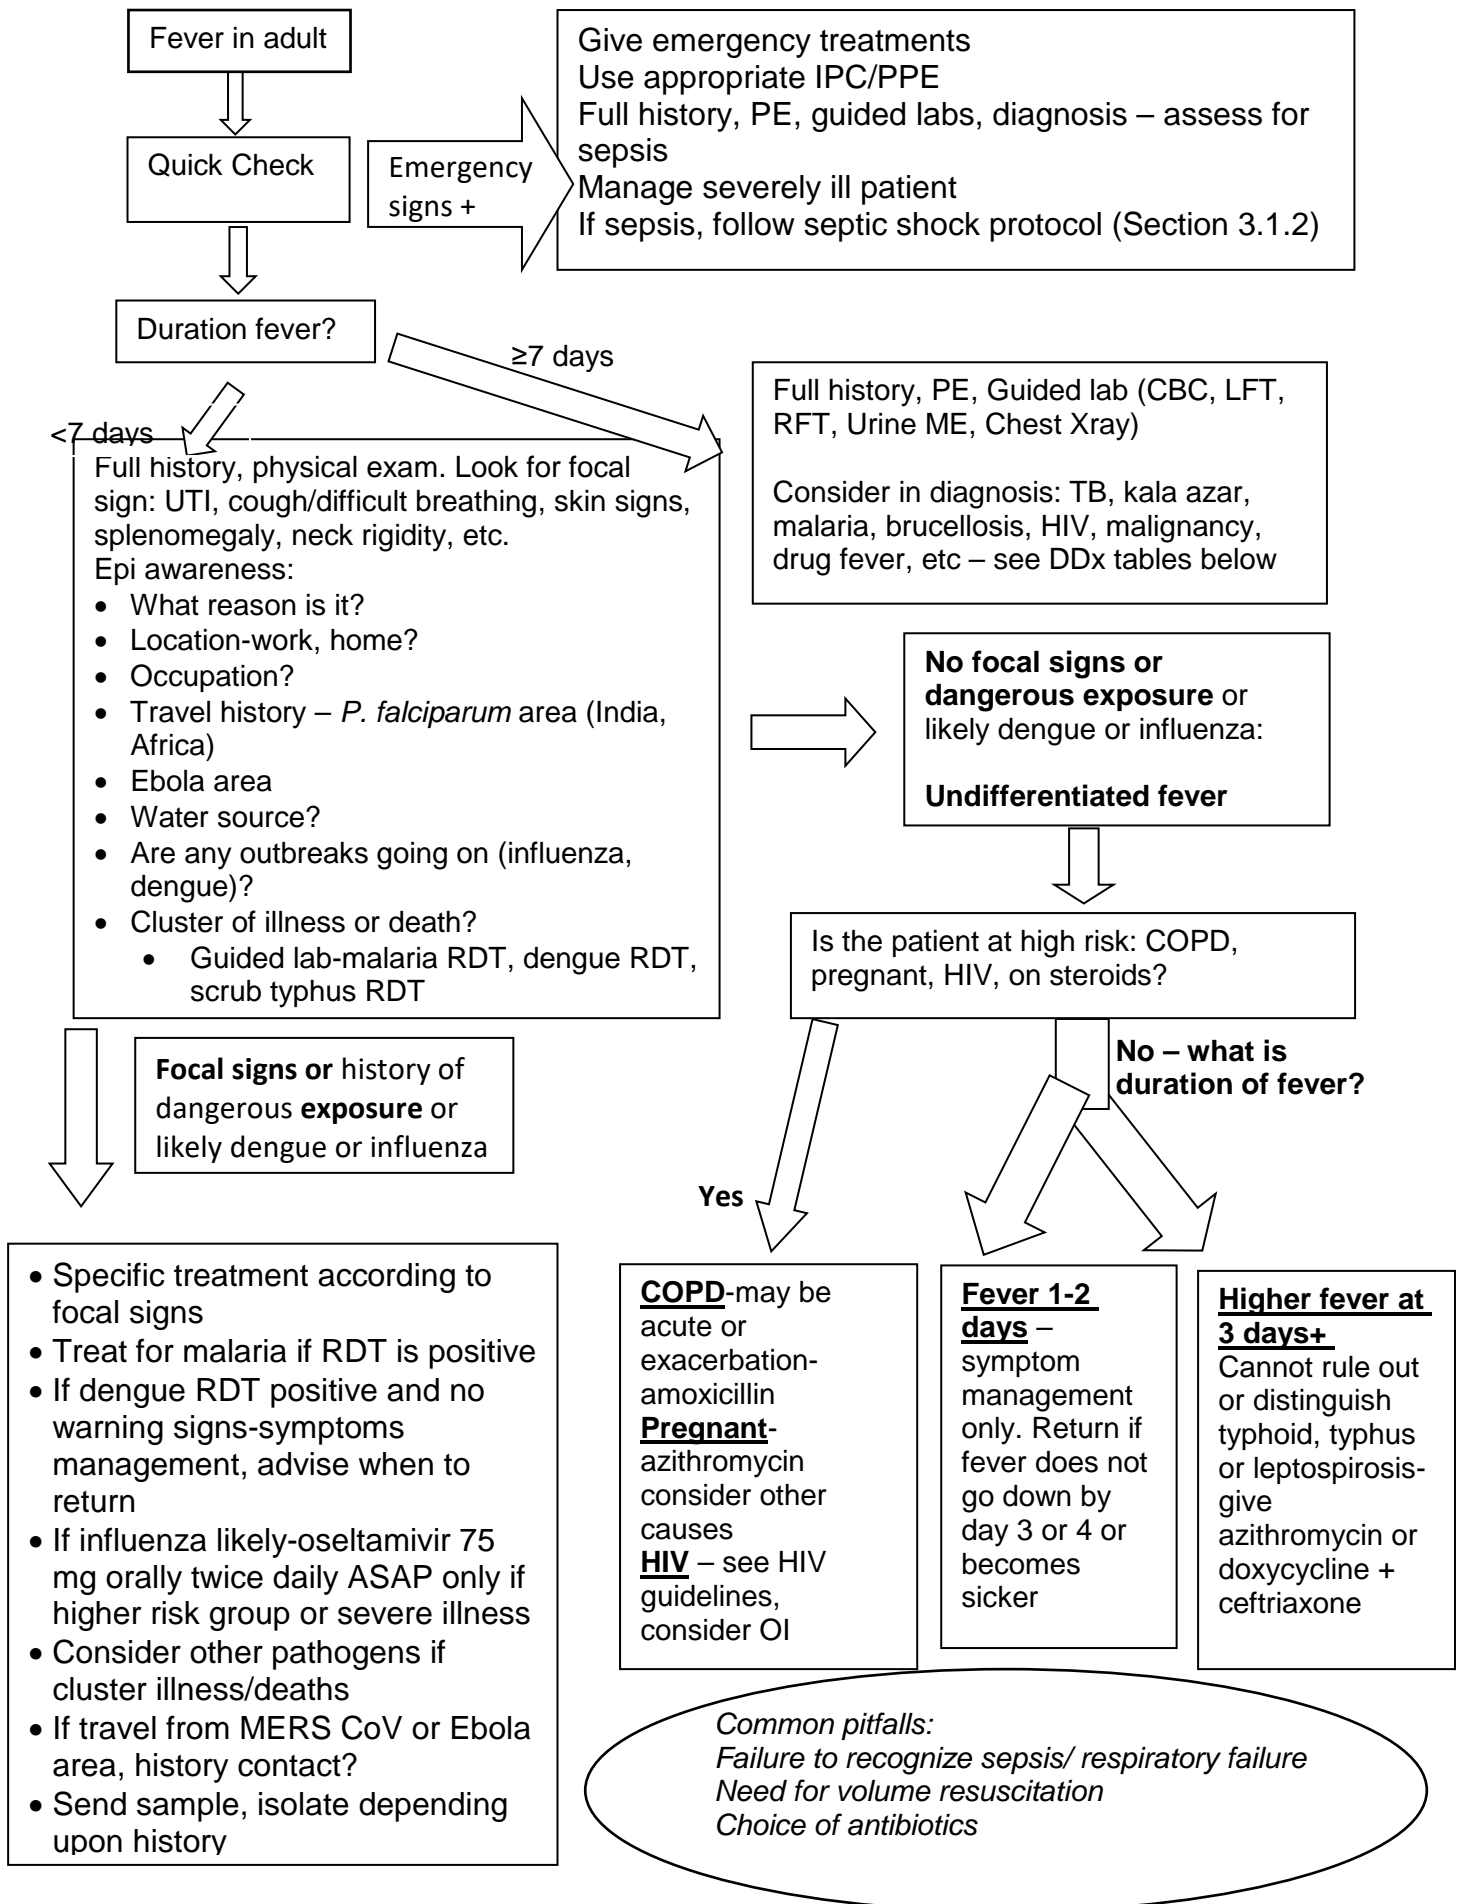 Fever in adult
Give emergency treatments
Use appropriate IPC/PPE
Full history, PE, guided labs, diagnosis – assess for
sepsis
Manage severely ill patient
If sepsis, follow septic shock protocol (Section 3.1.2)
Quick Check
Emergency
signs +
Duration fever?
≥7 days
<7 days
Full history, PE, Guided lab (CBC, LFT,
RFT, Urine ME, Chest Xray)
Consider in diagnosis: TB, kala azar,
malaria, brucellosis, HIV, malignancy,
drug fever, etc – see DDx tables below
Full history, physical exam. Look for focal
sign: UTI, cough/difficult breathing, skin signs,
splenomegaly, neck rigidity, etc.
Epi awareness:
• What reason is it?
• Location-work, home?
• Occupation?
• Travel history – P. falciparum area (India,
Africa)
• Ebola area
• Water source?
• Are any outbreaks going on (influenza,
dengue)?
• Cluster of illness or death?
• Guided lab-malaria RDT, dengue RDT,
scrub typhus RDT
No focal signs or
dangerous exposure or
likely dengue or influenza:
Undifferentiated fever
Is the patient at high risk: COPD,
pregnant, HIV, on steroids?
Focal signs or history of
dangerous exposure or
likely dengue or influenza
No – what is
duration of fever?
Yes
• Specific treatment according to
focal signs
• Treat for malaria if RDT is positive
• If dengue RDT positive and no
warning signs-symptoms
management, advise when to
return
• If influenza likely-oseltamivir 75
mg orally twice daily ASAP only if
higher risk group or severe illness
• Consider other pathogens if
cluster illness/deaths
• If travel from MERS CoV or Ebola
area, history contact?
• Send sample, isolate depending
upon history
COPD-may be
acute or
exacerbation-
amoxicillin
Pregnant-
azithromycin
consider other
causes
HIV – see HIV
guidelines,
consider OI
Fever 1-2
days –
symptom
management
only. Return if
fever does not
go down by
day 3 or 4 or
becomes
sicker
Higher fever at
3 days+
Cannot rule out
or distinguish
typhoid, typhus
or leptospirosis-
give
azithromycin or
doxycycline +
ceftriaxone
Common pitfalls:
Failure to recognize sepsis/ respiratory failure
Need for volume resuscitation
Choice of antibiotics